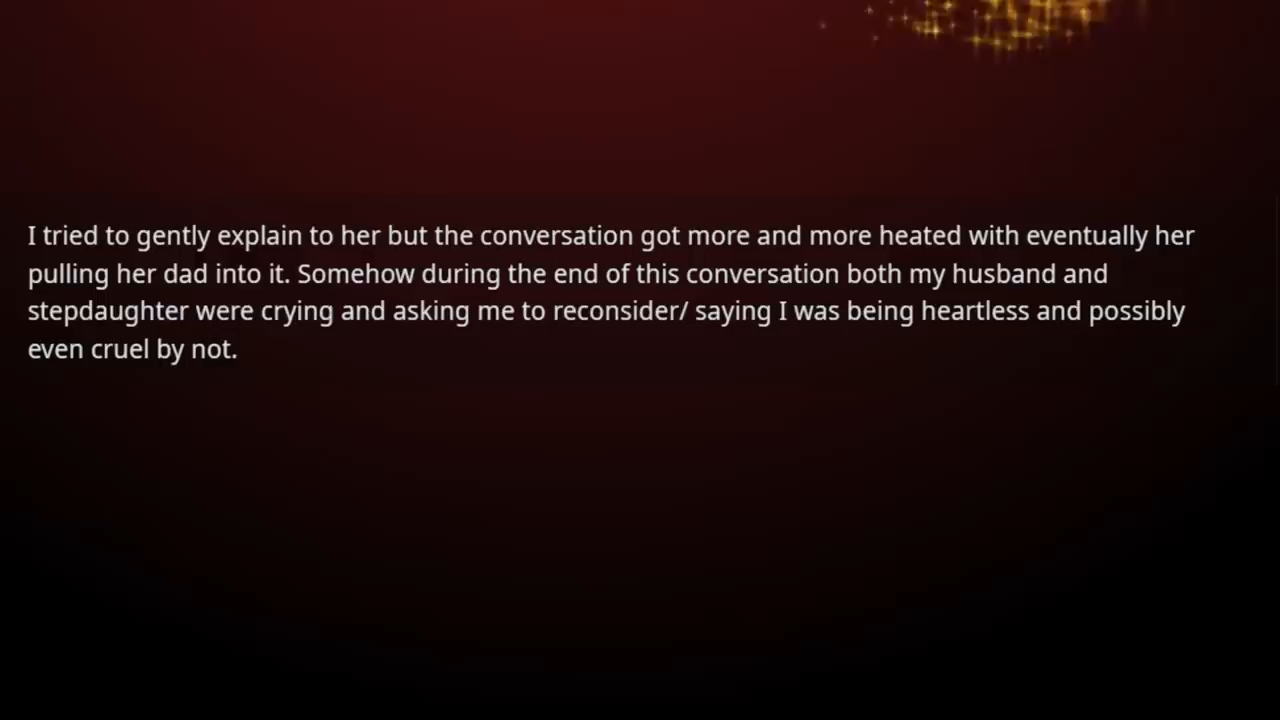 I tried to gently explain to her but the conversation got more and more heated with eventually her
pulling her dad into it. Somehow during the end of this conversation both my husband and
stepdaughter were crying and asking me to reconsider/ saying I was being heartless and possibly
even cruel by not.